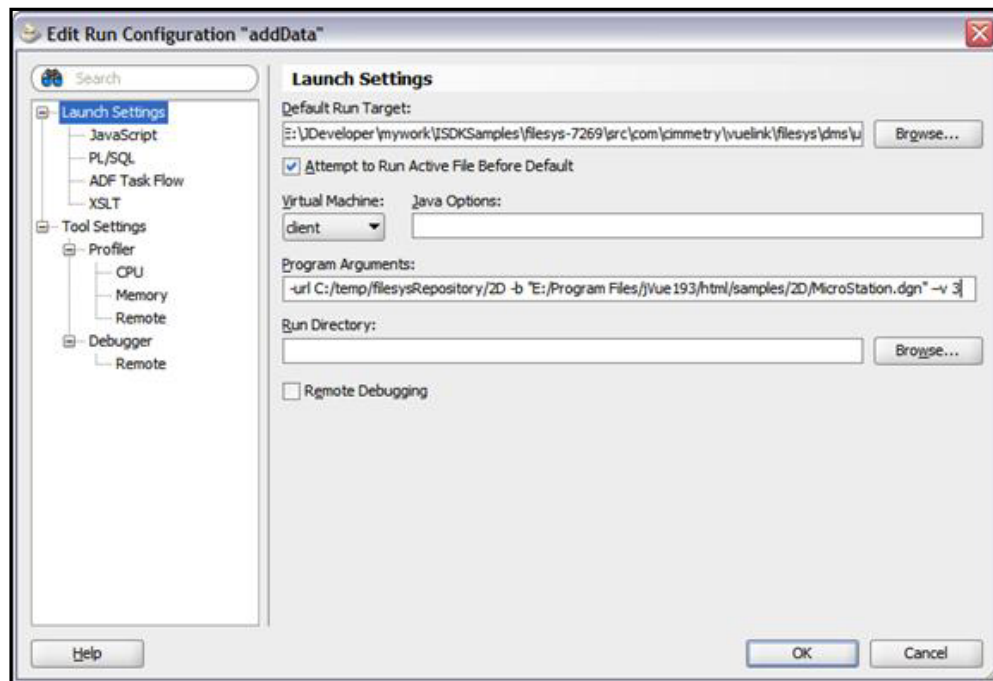 Edit Run Configuration "addData"
Search
Launch Settings
JavaScript
PL/SQL
ADF Task Flow
XSLT
Tool Settings
Profiler
CPU
Memory
Remote
Debugger
Remote
Launch Settings
Default Run Target:
E:\JDeveloper\mywork\ISDKSamples\filesys-7269\src\com\cimmetry\vuelink\filesys\dms\
Browse...
Attempt to Run Active File Before Default
Virtual Machine: Java Options:
client
Program Arguments:
-url C:/temp/filesysRepository/2D -b "E:/Program Files/jVue193/html/samples/2D/MicroStation.dgn" –v 3
Run Directory:
Browse...
Remote Debugging
Help OK Cancel